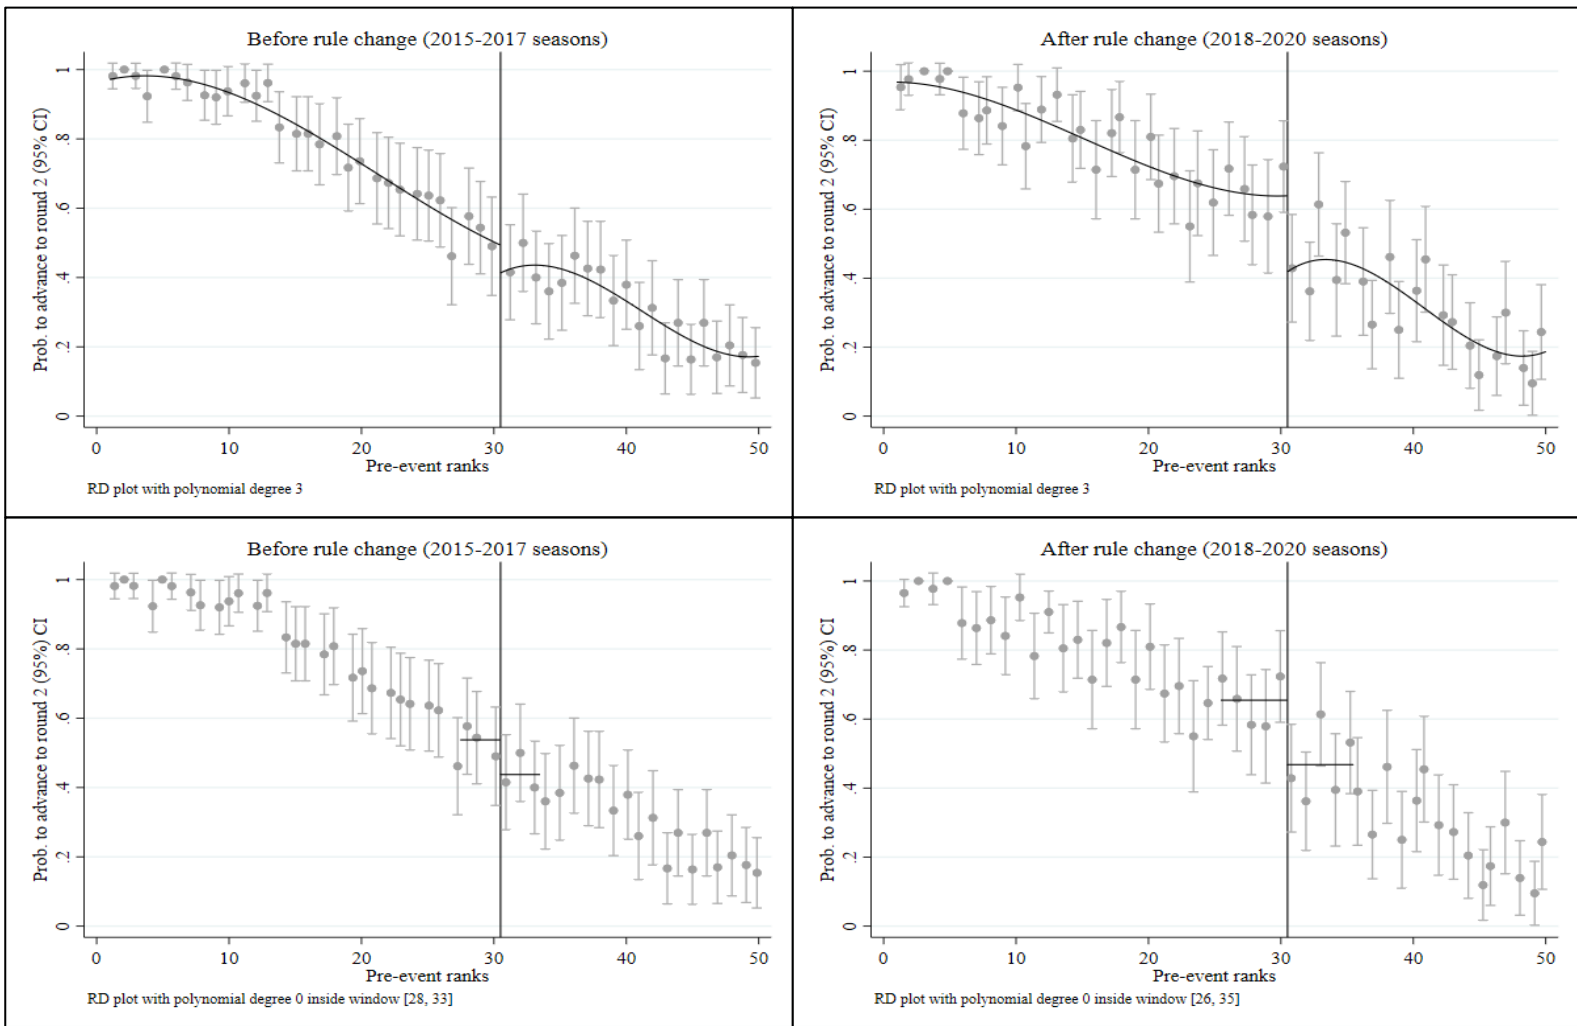 Before rule change (2015-2017 seasons)
Prob. to advance to round 2 (95% CI)
1
.8
.6
.4
.2
0
0 10 20 30 40 50
Pre-event ranks
RD plot with polynomial degree 3
After rule change (2018-2020 seasons)
Prob. to advance to round 2 (95% CI)
1
.8
.6
.4
.2
0
0 10 20 30 40 50
Pre-event ranks
RD plot with polynomial degree 3
Before rule change (2015-2017 seasons)
Prob. to advance to round 2 (95%) CI
1
.8
.6
.4
.2
0
0 10 20 30 40 50
Pre-event ranks
RD plot with polynomial degree 0 inside window [28, 33]
After rule change (2018-2020 seasons)
Prob. to advance to round 2 (95%) CI
1
.8
.6
.4
.2
0
0 10 20 30 40 50
Pre-event ranks
RD plot with polynomial degree 0 inside window [26, 35]